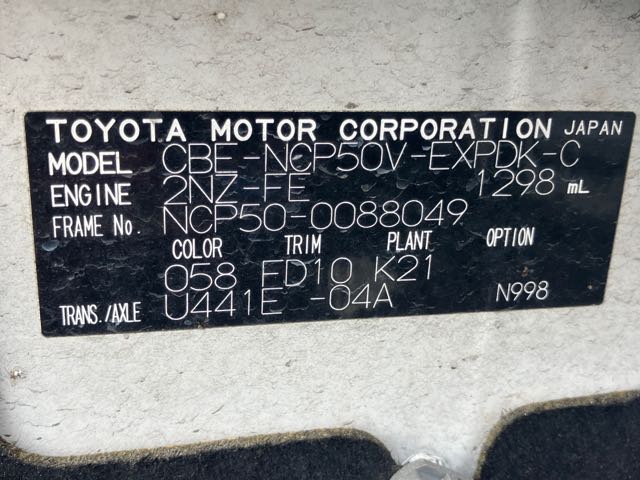 TOYOTA MOTOR CORPORATION JAPAN
MODEL CBE-NCP50V-EXPDK-C
ENGINE 2NZ-FE 1298 mL
FRAME No. NCP50-0088049
COLOR TRIM PLANT OPTION
058 ED10 K21
TRANS./AXLE U441E -04A N998